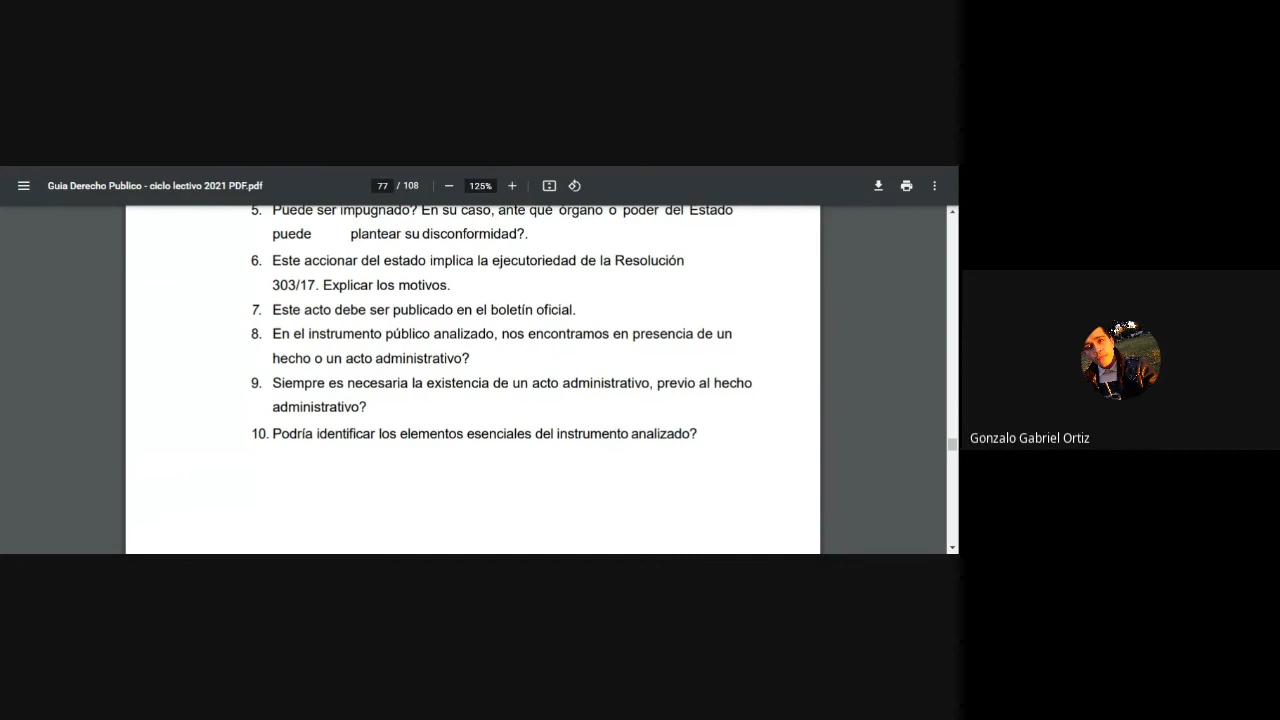 Guia Derecho Publico - ciclo lectivo 2021 PDF.pdf
77 / 108
125%
5. Puede ser impugnado? En su caso, ante qué órgano o poder del Estado
puede plantear su disconformidad?.
6. Este accionar del estado implica la ejecutoriedad de la Resolución
303/17. Explicar los motivos.
7. Este acto debe ser publicado en el boletín oficial.
8. En el instrumento público analizado, nos encontramos en presencia de un
hecho o un acto administrativo?
9. Siempre es necesaria la existencia de un acto administrativo, previo al hecho
administrativo?
10. Podría identificar los elementos esenciales del instrumento analizado?
Gonzalo Gabriel Ortiz